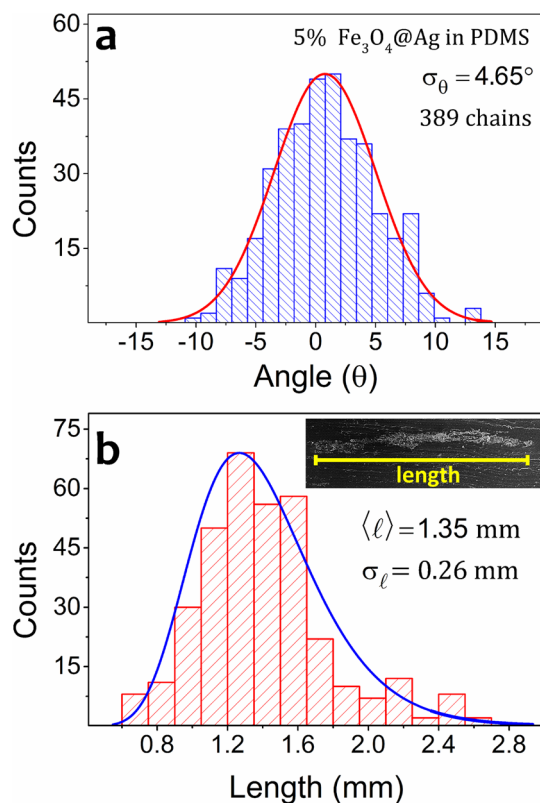 a
5% Fe₃O₄@Ag in PDMS
σ_θ = 4.65°
389 chains
60
45
30
15
Counts
-15 -10 -5 0 5 10 15
Angle (θ)
b
length
⟨ℓ⟩ = 1.35 mm
σ_ℓ = 0.26 mm
75
60
45
30
15
Counts
0.8 1.2 1.6 2.0 2.4 2.8
Length (mm)